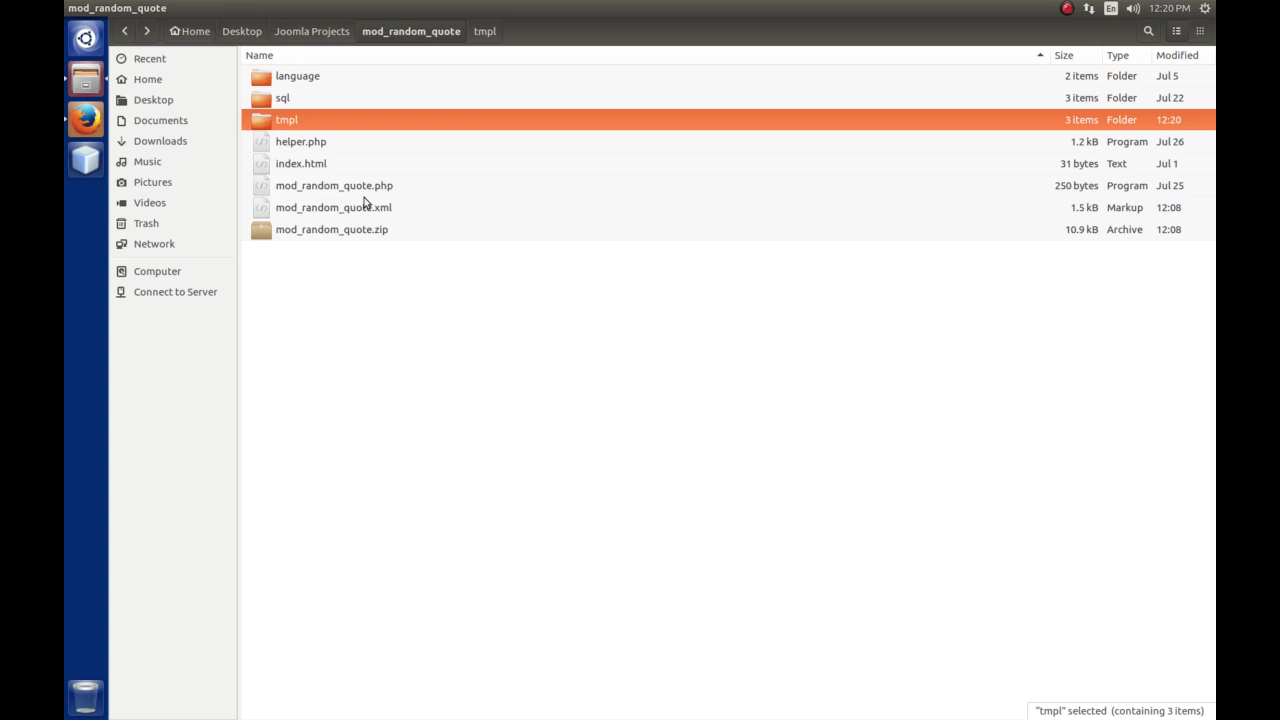 mod_random_quote
En
12:20 PM
Home
Desktop
Joomla Projects
mod_random_quote
tmpl
Recent
Home
Desktop
Documents
Downloads
Music
Pictures
Videos
Trash
Network
Computer
Connect to Server
Name Size Type Modified
language 2 items Folder Jul 5
sql 3 items Folder Jul 22
tmpl 3 items Folder 12:20
helper.php 1.2 kB Program Jul 26
index.html 31 bytes Text Jul 1
mod_random_quote.php 250 bytes Program Jul 25
mod_random_quote.xml 1.5 kB Markup 12:08
mod_random_quote.zip 10.9 kB Archive 12:08
"tmpl" selected (containing 3 items)